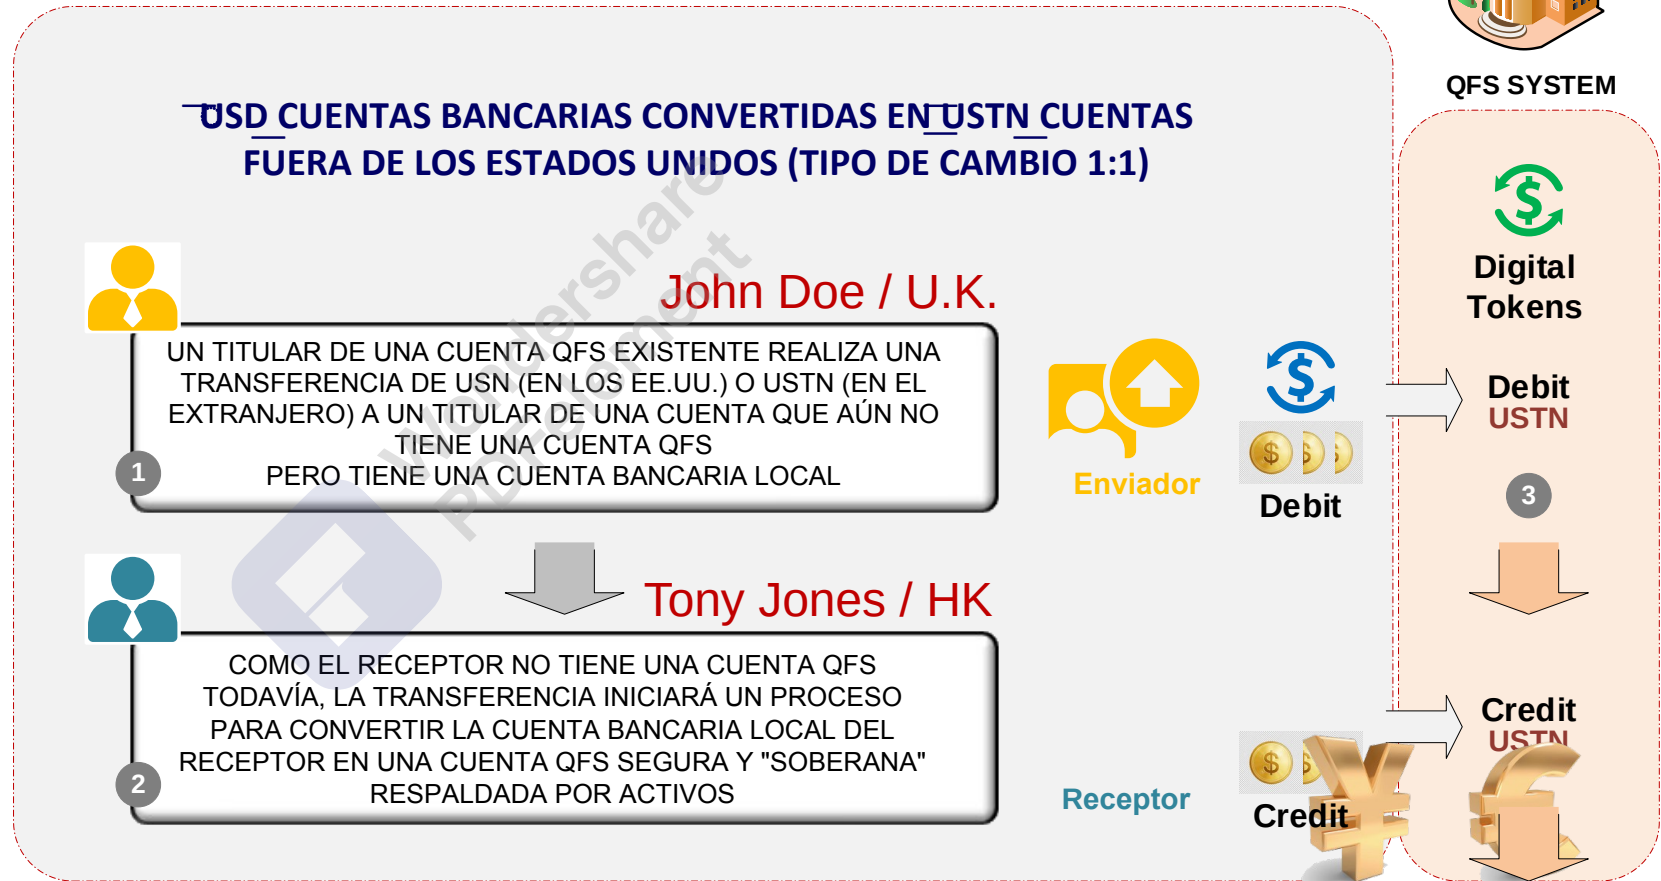 QFS SYSTEM
USD CUENTAS BANCARIAS CONVERTIDAS EN USTN CUENTAS
FUERA DE LOS ESTADOS UNIDOS (TIPO DE CAMBIO 1:1)
Digital
Tokens
John Doe / U.K.
UN TITULAR DE UNA CUENTA QFS EXISTENTE REALIZA UNA
TRANSFERENCIA DE USN (EN LOS EE.UU.) O USTN (EN EL
EXTRANJERO) A UN TITULAR DE UNA CUENTA QUE AÚN NO
TIENE UNA CUENTA QFS
PERO TIENE UNA CUENTA BANCARIA LOCAL
1
Enviador
Debit
Debit
USTN
3
Tony Jones / HK
COMO EL RECEPTOR NO TIENE UNA CUENTA QFS
TODAVÍA, LA TRANSFERENCIA INICIARÁ UN PROCESO
PARA CONVERTIR LA CUENTA BANCARIA LOCAL DEL
RECEPTOR EN UNA CUENTA QFS SEGURA Y "SOBERANA"
RESPALDADA POR ACTIVOS
2
Receptor
Credit
Credit
USTN
Wondershare
PDFelement